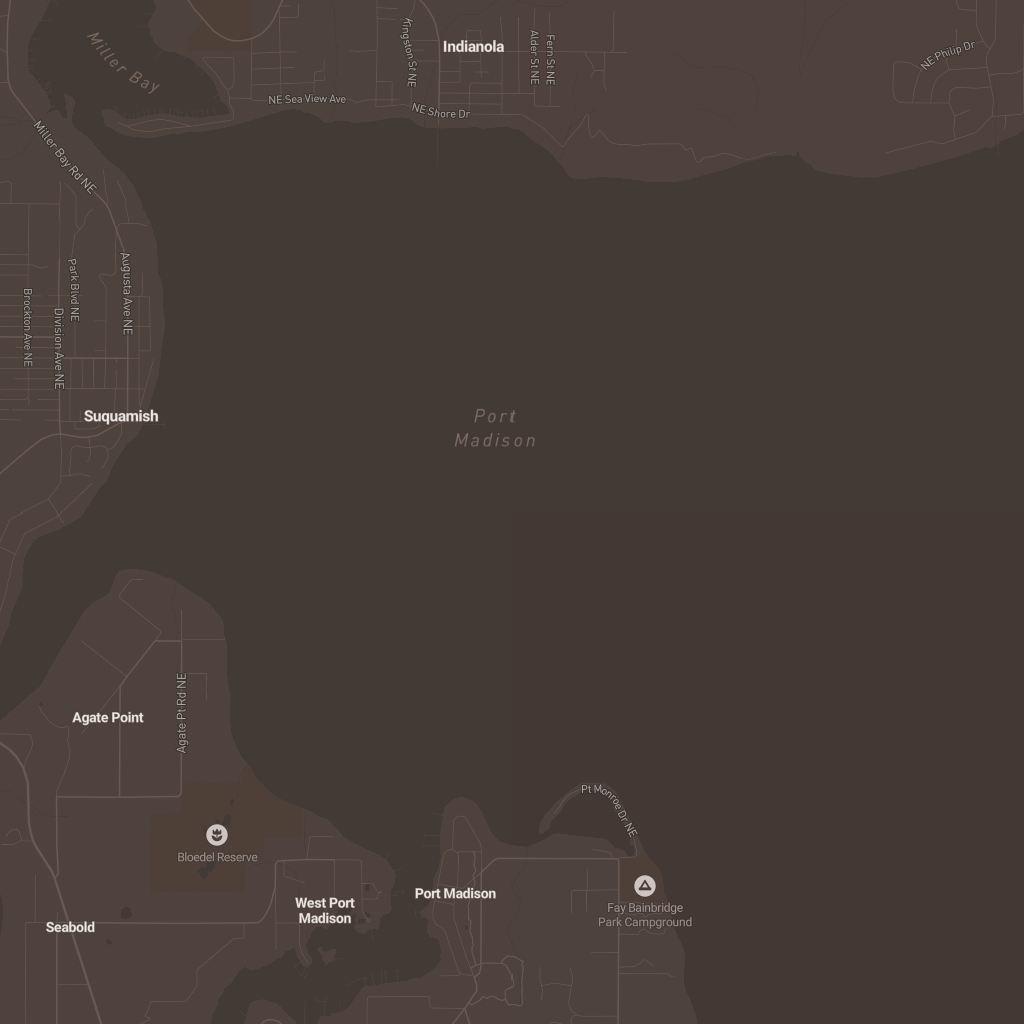 Miller Bay
Indianola
Kingston St NE
Alder St NE
Fern St NE
NE Philip Dr
NE Sea View Ave
NE Shore Dr
Miller Bay Rd NE
Park Blvd NE
Augusta Ave NE
Brockton Ave NE
Division Ave NE
Suquamish
Port
Madison
Agate Point
Agate Pt Rd NE
Pt Monroe Dr NE
Bloedel Reserve
West Port
Madison
Port Madison
Fay Bainbridge
Park Campground
Seabold